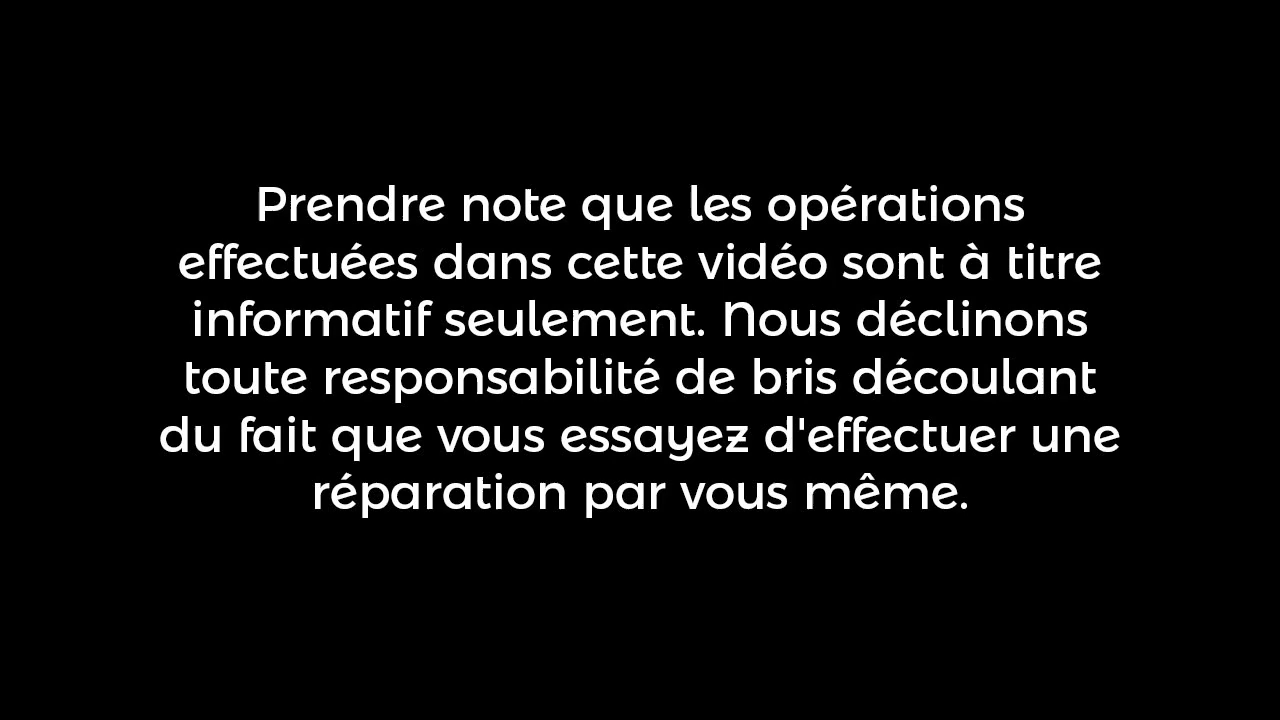 Prendre note que les opérations
effectuées dans cette vidéo sont à titre
informatif seulement. Nous déclinons
toute responsabilité de bris découlant
du fait que vous essayez d'effectuer une
réparation par vous même.